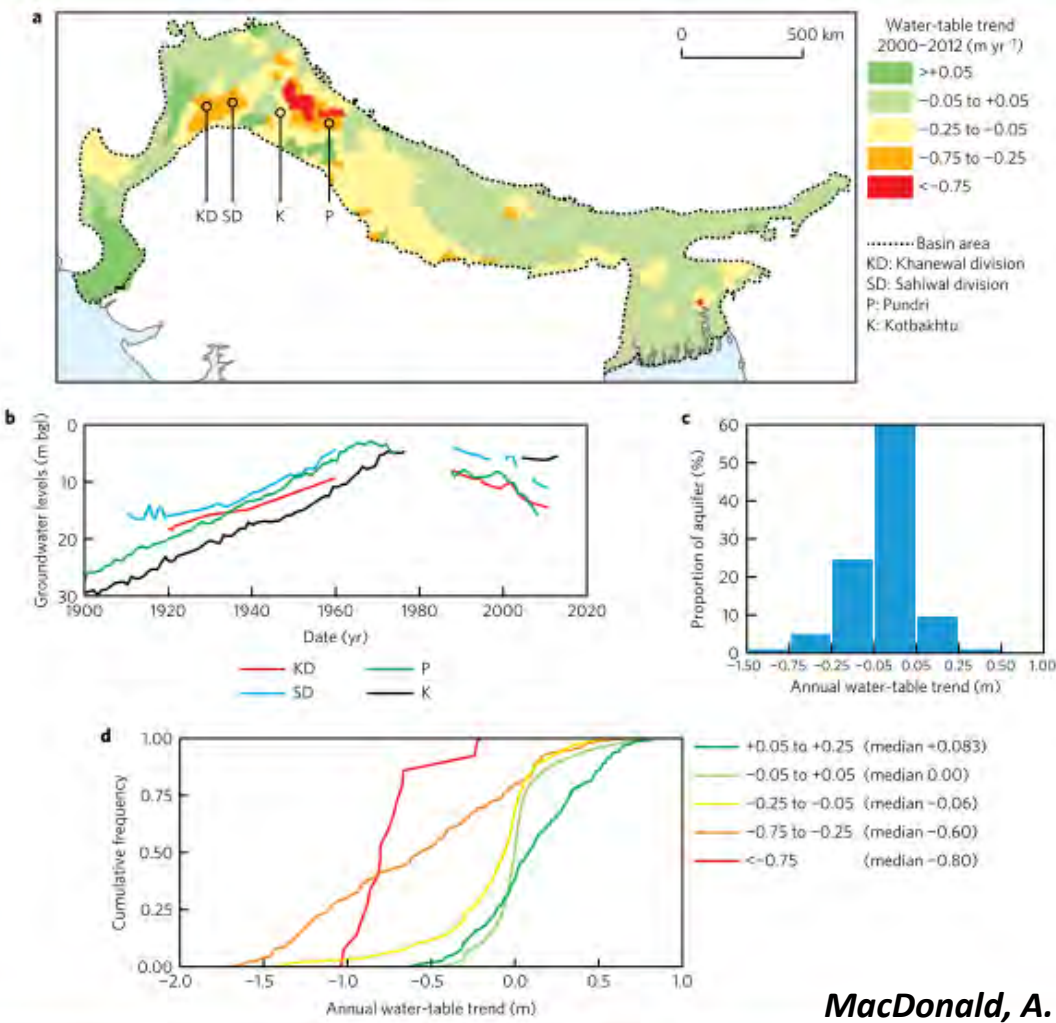 a
0 500 km
KD SD K P
Water-table trend
2000–2012 (m yr⁻¹)
>+0.05
−0.05 to +0.05
−0.25 to −0.05
−0.75 to −0.25
<−0.75
Basin area
KD: Khanewal division
SD: Sahiwal division
P: Pundri
K: Kotbakhtu
b
Groundwater levels (m bgl)
0
10
20
30
1900 1920 1940 1960 1980 2000 2020
Date (yr)
KD P
SD K
c
Proportion of aquifer (%)
60
50
40
30
20
10
0
−1.50 −0.75 −0.25 −0.05 0.05 0.25 0.50 1.00
Annual water-table trend (m)
d
Cumulative frequency
1.00
0.75
0.50
0.25
0.00
−2.0 −1.5 −1.0 −0.5 0.0 0.5 1.0
Annual water-table trend (m)
+0.05 to +0.25 (median +0.083)
−0.05 to +0.05 (median 0.00)
−0.25 to −0.05 (median −0.06)
−0.75 to −0.25 (median −0.60)
<−0.75 (median −0.80)
MacDonald, A.